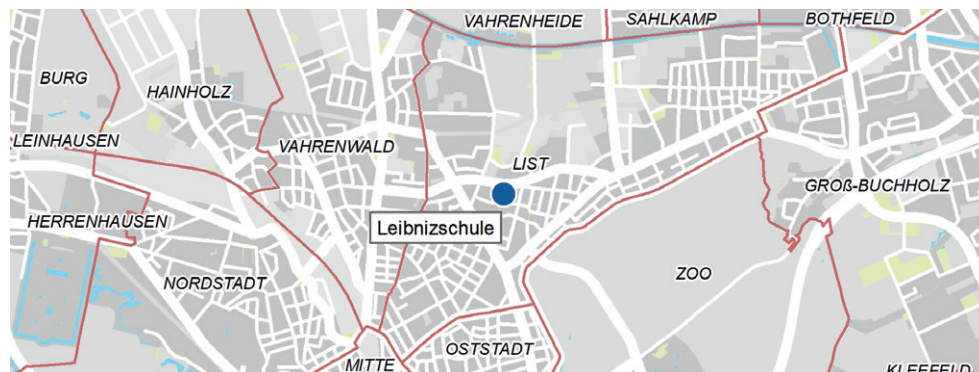 VAHRENHEIDE
SAHLKAMP
BOTHFELD
BURG
HAINHOLZ
LEINHAUSEN
VAHRENWALD
LIST
GROß-BUCHHOLZ
HERRENHAUSEN
Leibnizschule
NORDSTADT
ZOO
OSTSTADT
MITTE
KLEEFELD